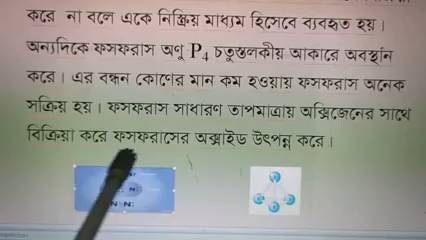 করে না বলে একে নিষ্ক্রিয় মাধ্যম হিসেবে ব্যবহৃত হয়।
অন্যদিকে ফসফরাস অণু P₄ চতুস্তলকীয় আকারে অবস্থান
করে। এর বন্ধন কোণের মান কম হওয়ায় ফসফরাস অনেক
সক্রিয় হয়। ফসফরাস সাধারণ তাপমাত্রায় অক্সিজেনের সাথে
বিক্রিয়া করে ফসফরাসের অক্সাইড উৎপন্ন করে।